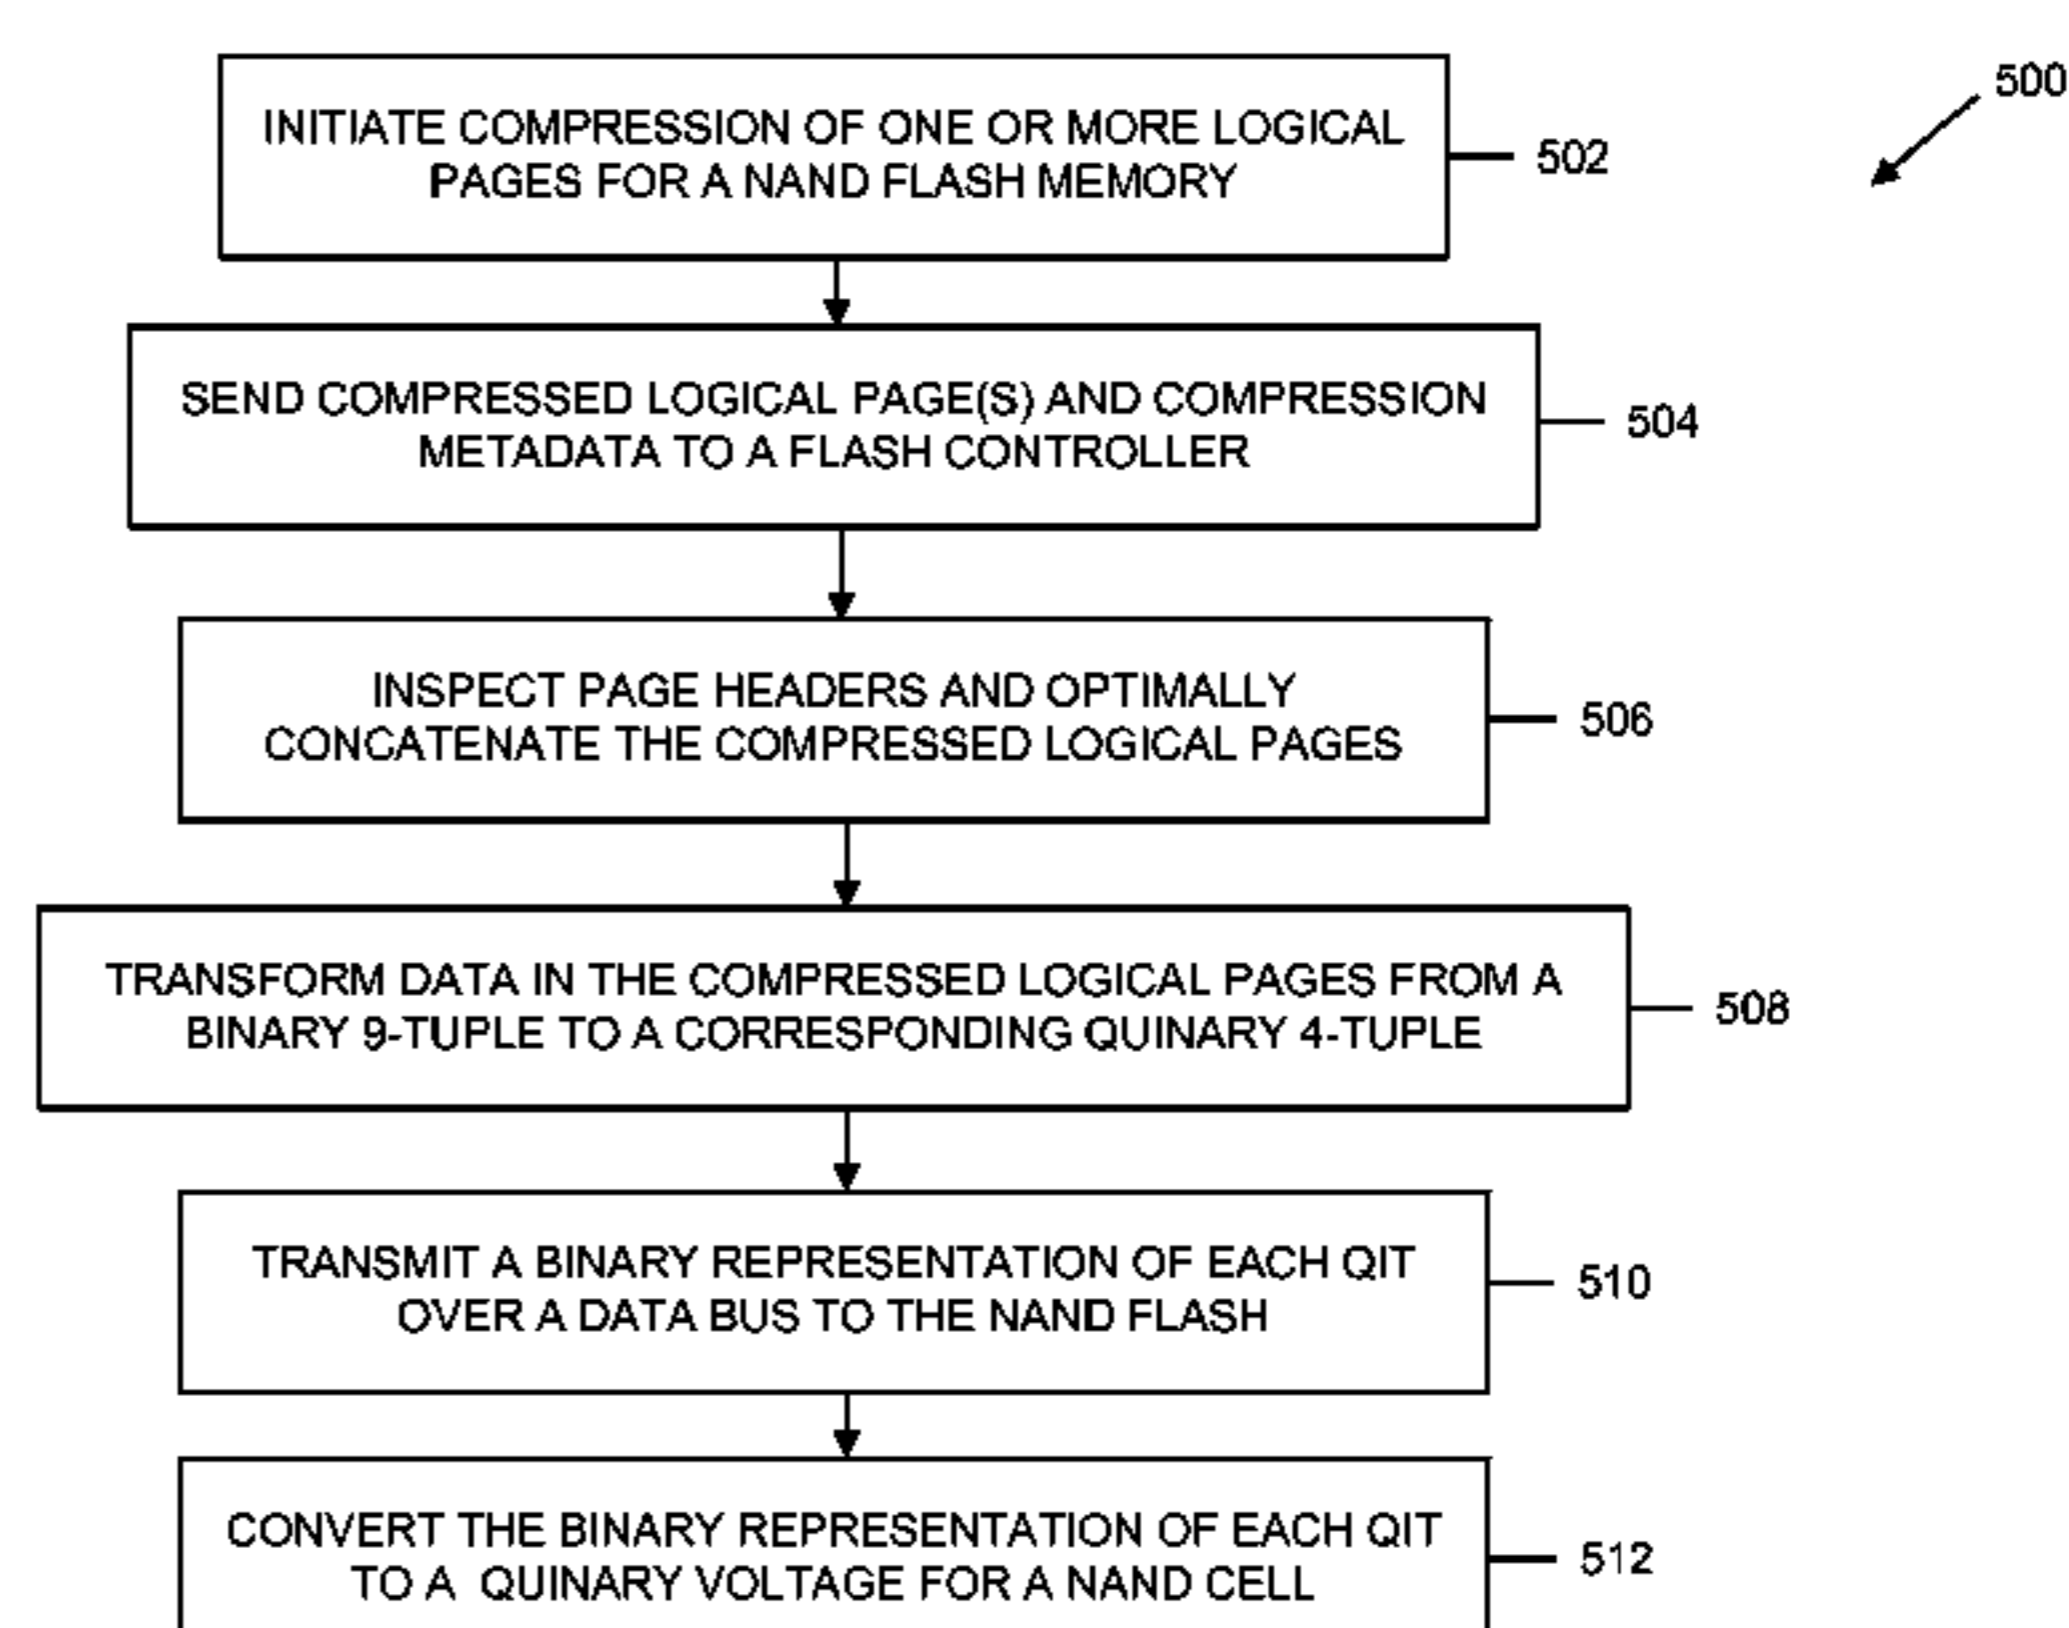 500
INITIATE COMPRESSION OF ONE OR MORE LOGICAL
PAGES FOR A NAND FLASH MEMORY
502
SEND COMPRESSED LOGICAL PAGE(S) AND COMPRESSION
METADATA TO A FLASH CONTROLLER
504
INSPECT PAGE HEADERS AND OPTIMALLY
CONCATENATE THE COMPRESSED LOGICAL PAGES
506
TRANSFORM DATA IN THE COMPRESSED LOGICAL PAGES FROM A
BINARY 9-TUPLE TO A CORRESPONDING QUINARY 4-TUPLE
508
TRANSMIT A BINARY REPRESENTATION OF EACH QIT
OVER A DATA BUS TO THE NAND FLASH
510
CONVERT THE BINARY REPRESENTATION OF EACH QIT
TO A QUINARY VOLTAGE FOR A NAND CELL
512